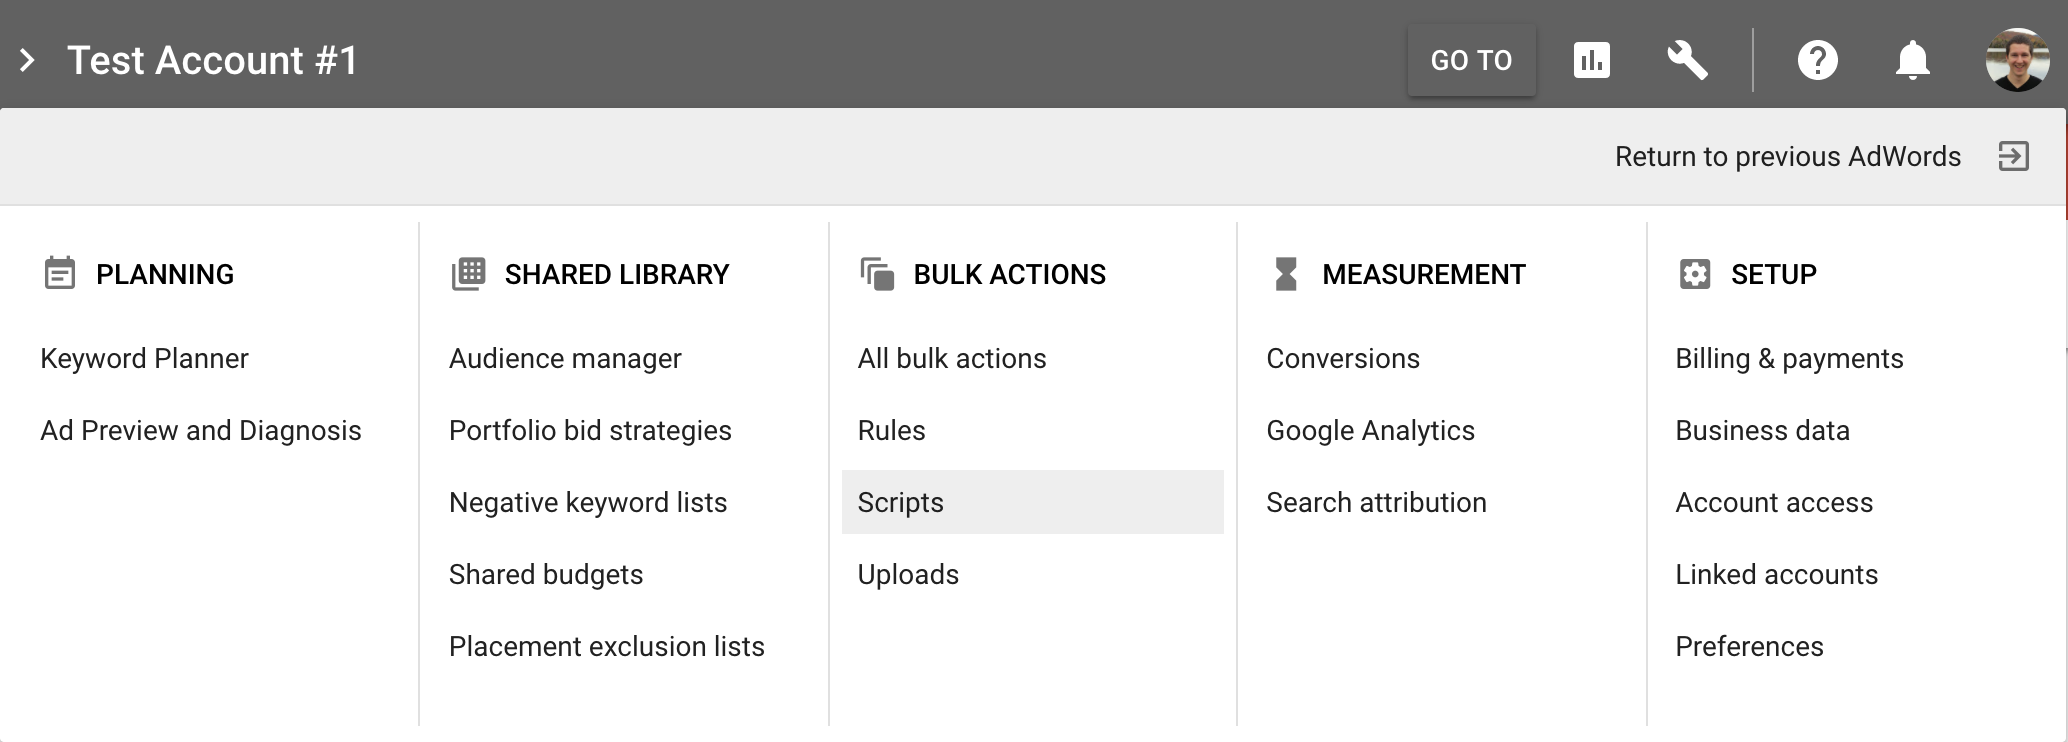 Test Account #1
GO TO
Return to previous AdWords
PLANNING
Keyword Planner
Ad Preview and Diagnosis
SHARED LIBRARY
Audience manager
Portfolio bid strategies
Negative keyword lists
Shared budgets
Placement exclusion lists
BULK ACTIONS
All bulk actions
Rules
Scripts
Uploads
MEASUREMENT
Conversions
Google Analytics
Search attribution
SETUP
Billing & payments
Business data
Account access
Linked accounts
Preferences